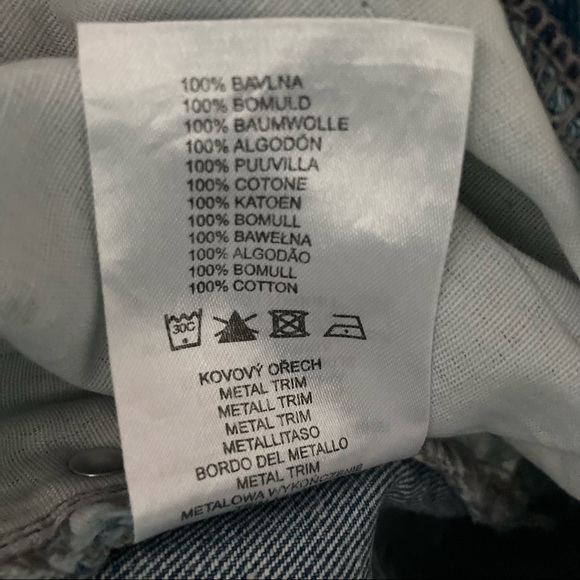 100% BAVLNA
100% BOMULD
100% BAUMWOLLE
100% ALGODÓN
100% PUUVILLA
100% COTONE
100% KATOEN
100% BOMULL
100% BAWEŁNA
100% ALGODÃO
100% BOMULL
100% COTTON
30C
KOVOVÝ OŘECH
METAL TRIM
METALL TRIM
METAL TRIM
METALLITASO
BORDO DEL METALLO
METAL TRIM
METALOWA WYKOŃCZENIE